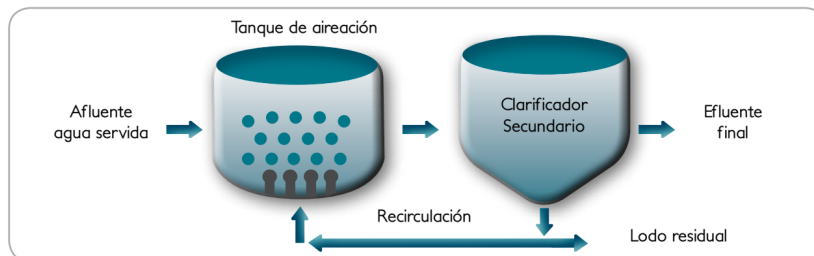 Tanque de aireación
Afluente
agua servida
Clarificador
Secundario
Efluente
final
Recirculación
Lodo residual